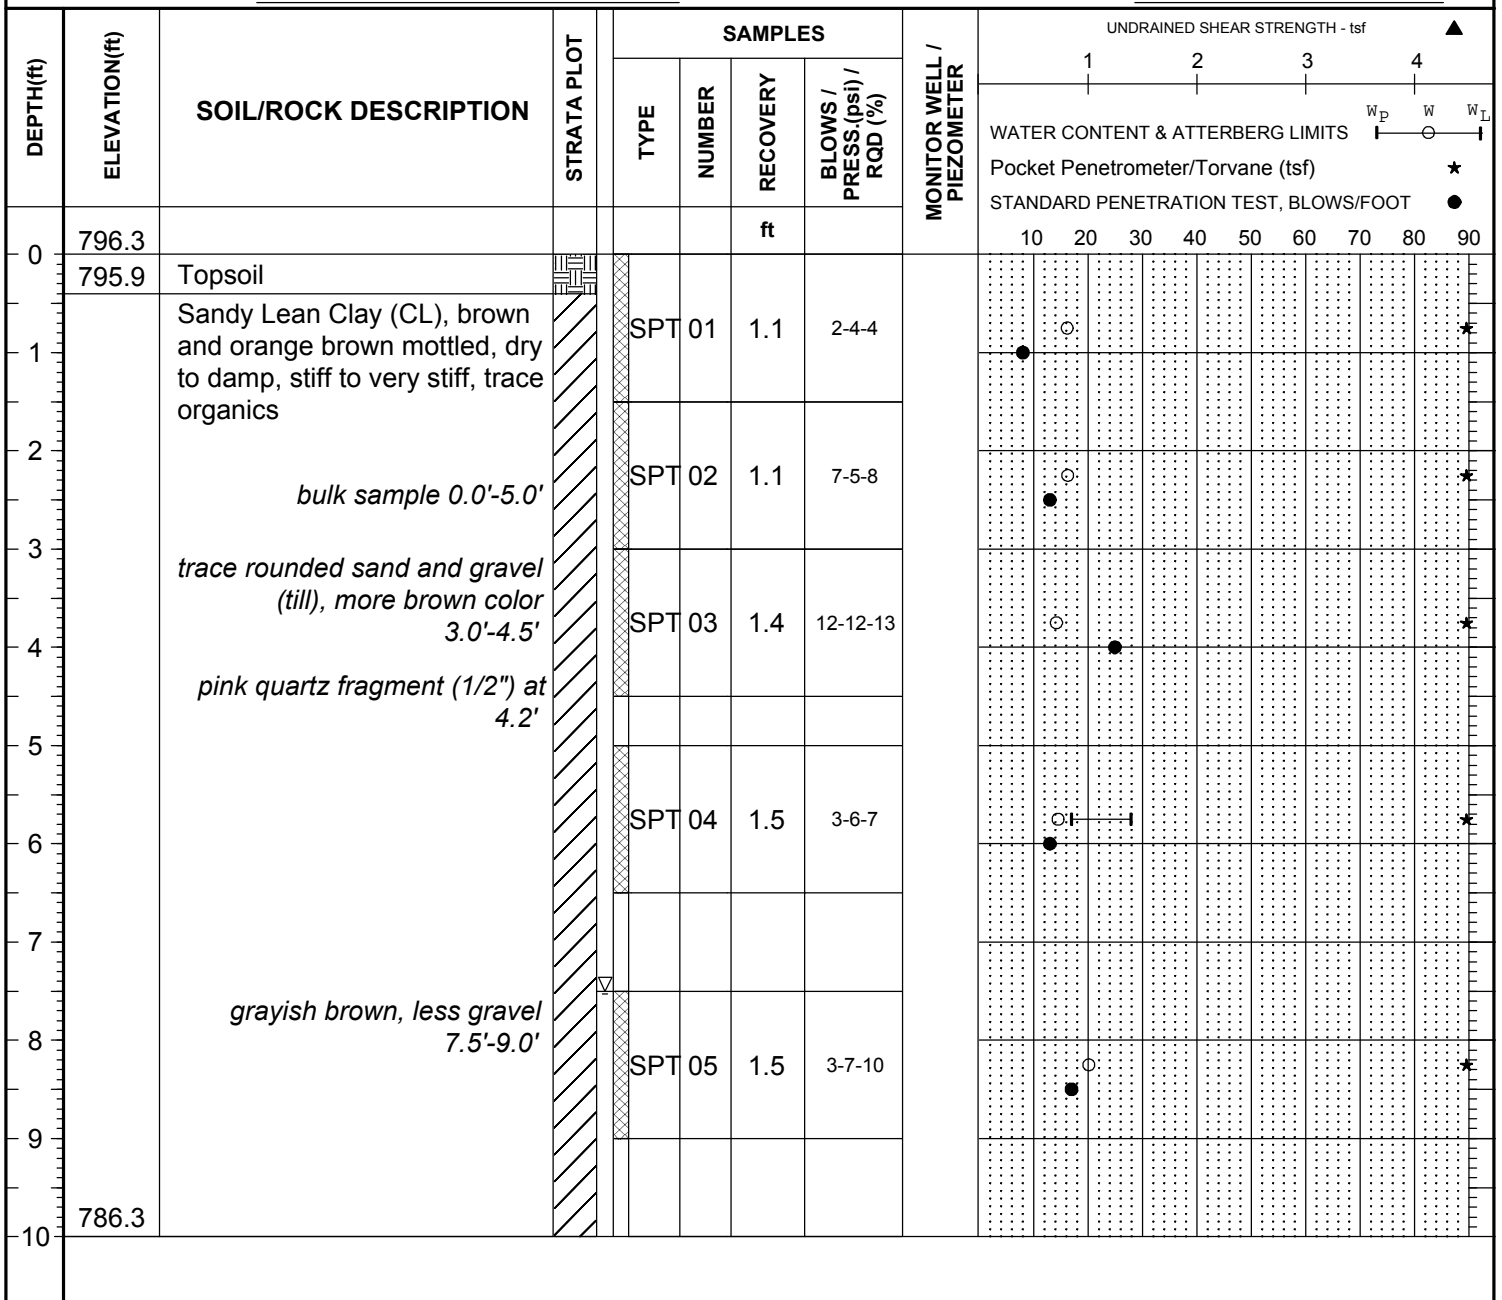 DEPTH(ft)
ELEVATION(ft)
SOIL/ROCK DESCRIPTION
STRATA PLOT
SAMPLES
TYPE
NUMBER
RECOVERY
BLOWS /
PRESS.(psi) /
RQD (%)
MONITOR WELL /
PIEZOMETER
UNDRAINED SHEAR STRENGTH - tsf
1 2 3 4
WP W WL
WATER CONTENT & ATTERBERG LIMITS
Pocket Penetrometer/Torvane (tsf)
STANDARD PENETRATION TEST, BLOWS/FOOT
ft
10 20 30 40 50 60 70 80 90
796.3
0
795.9 Topsoil
Sandy Lean Clay (CL), brown
and orange brown mottled, dry
to damp, stiff to very stiff, trace
organics
SPT 01 1.1 2-4-4
1
2
bulk sample 0.0'-5.0'
SPT 02 1.1 7-5-8
3
trace rounded sand and gravel
(till), more brown color
3.0'-4.5'
SPT 03 1.4 12-12-13
4
pink quartz fragment (1/2") at
4.2'
5
SPT 04 1.5 3-6-7
6
7
grayish brown, less gravel
7.5'-9.0'
8
SPT 05 1.5 3-7-10
9
786.3
10